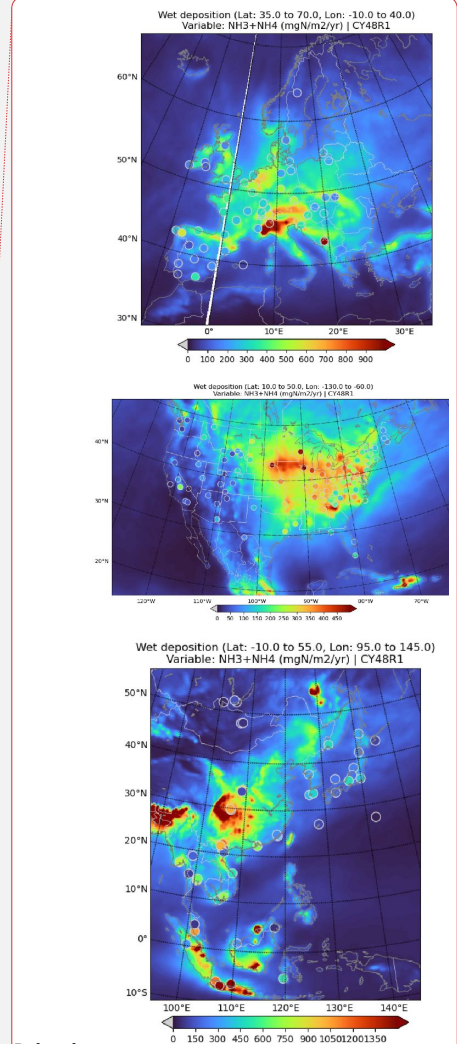 Wet deposition (Lat: 35.0 to 70.0, Lon: -10.0 to 40.0)
Variable: NH3+NH4 (mgN/m2/yr) | CY48R1
60°N
50°N
40°N
30°N
0° 10°E 20°E 30°E
0 100 200 300 400 500 600 700 800 900
Wet deposition (Lat: 10.0 to 50.0, Lon: -130.0 to -60.0)
Variable: NH3+NH4 (mgN/m2/yr) | CY48R1
40°N
30°N
20°N
120°W 100°W 90°W 80°W 70°W
0 50 100 150 200 250 300 350 400 450
Wet deposition (Lat: -10.0 to 55.0, Lon: 95.0 to 145.0)
Variable: NH3+NH4 (mgN/m2/yr) | CY48R1
50°N
40°N
30°N
20°N
10°N
0°
10°S
100°E 110°E 120°E 130°E 140°E
0 150 300 450 600 750 900 105012001350